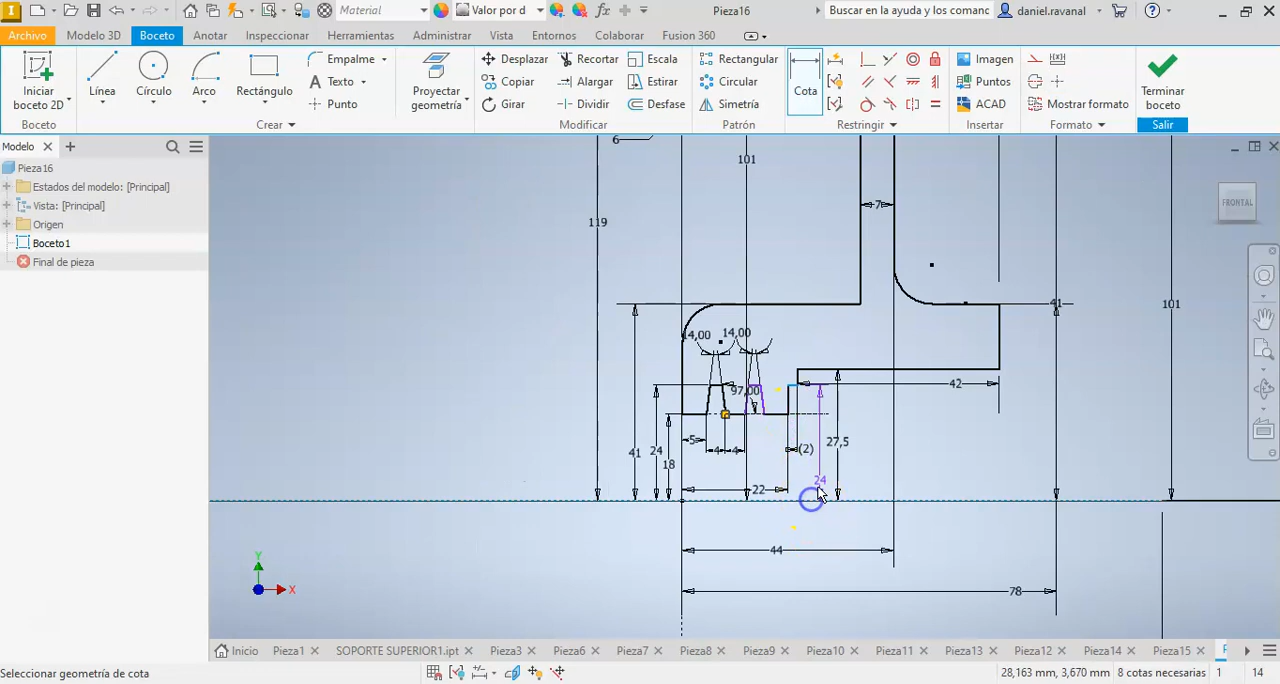 Material
Valor por d
Pieza16
Buscar en la ayuda y los comanc
daniel.ravanal
Archivo Modelo 3D Boceto Anotar Inspeccionar Herramientas Administrar Vista Entornos Colaborar Fusion 360
Iniciar
boceto 2D
Línea
Círculo
Arco
Rectángulo
Empalme
Texto
Punto
Proyectar
geometría
Desplazar
Copiar
Girar
Recortar
Alargar
Dividir
Escala
Estirar
Desfase
Rectangular
Circular
Simetría
Cota
Imagen
Puntos
ACAD
Mostrar formato
Terminar
boceto
Boceto Crear Modificar Patrón Restringir Insertar Formato Salir
Modelo
Pieza16
Estados del modelo: [Principal]
Vista: [Principal]
Origen
Boceto1
Final de pieza
FRONTAL
6
101
119
7
41
101
14,00
14,00
97,00
42
5
4
4
(2)
27,5
41
24
18
24
22
44
78
Y
X
Inicio Pieza1 SOPORTE SUPERIOR1.ipt Pieza3 Pieza6 Pieza7 Pieza8 Pieza9 Pieza10 Pieza11 Pieza13 Pieza12 Pieza14 Pieza15
Seleccionar geometría de cota
28,163 mm, 3,670 mm
8 cotas necesarias
1
14